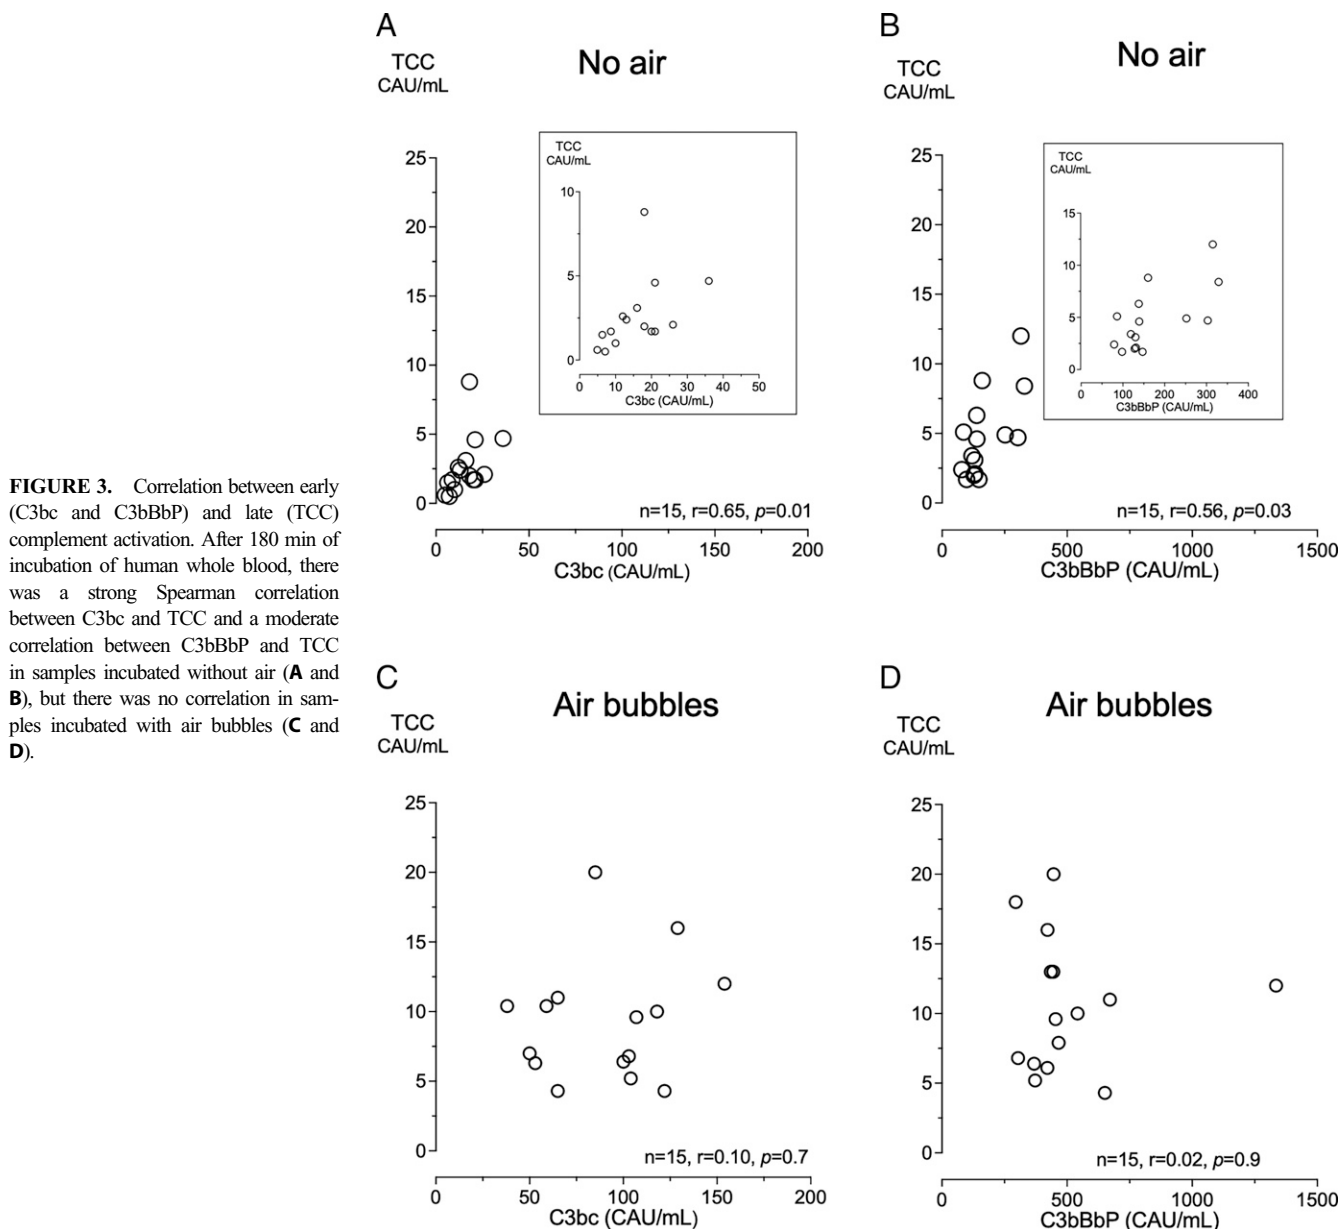 A
TCC
CAU/mL
No air
25
20
15
10
5
0
TCC
CAU/mL
10
5
0
0 10 20 30 40 50
C3bc (CAU/mL)
n=15, r=0.65, p=0.01
0 50 100 150 200
C3bc (CAU/mL)
B
TCC
CAU/mL
No air
25
20
15
10
5
0
TCC
CAU/mL
15
10
5
0
0 100 200 300 400
C3bBbP (CAU/mL)
n=15, r=0.56, p=0.03
0 500 1000 1500
C3bBbP (CAU/mL)
FIGURE 3. Correlation between early
(C3bc and C3bBbP) and late (TCC)
complement activation. After 180 min of
incubation of human whole blood, there
was a strong Spearman correlation
between C3bc and TCC and a moderate
correlation between C3bBbP and TCC
in samples incubated without air (A and
B), but there was no correlation in sam-
ples incubated with air bubbles (C and
D).
C
TCC
CAU/mL
Air bubbles
25
20
15
10
5
0
n=15, r=0.10, p=0.7
0 50 100 150 200
C3bc (CAU/mL)
D
TCC
CAU/mL
Air bubbles
25
20
15
10
5
0
n=15, r=0.02, p=0.9
0 500 1000 1500
C3bBbP (CAU/mL)